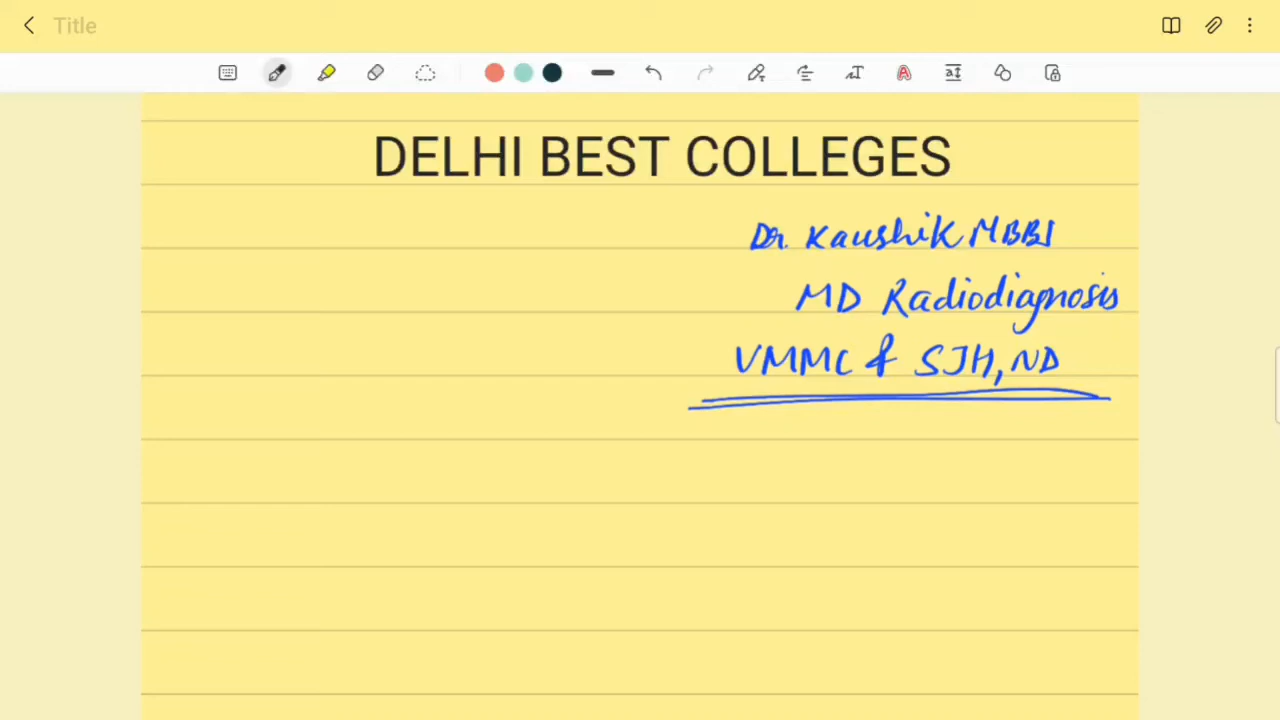 Title
DELHI BEST COLLEGES
Dr. Kaushik MBBS
MD Radiodiagnosis
VMMC & SJH, ND